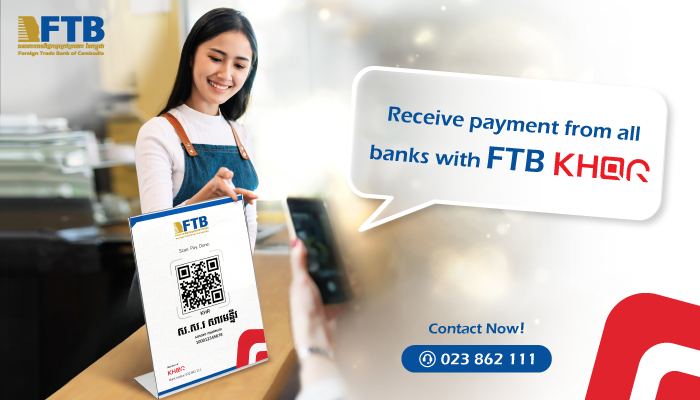 FTB
Foreign Trade Bank of Cambodia
Receive payment from all
banks with FTB KHQR
FTB
Scan. Pay. Done.
KHR
Contact Now!
023 862 111
KHQR